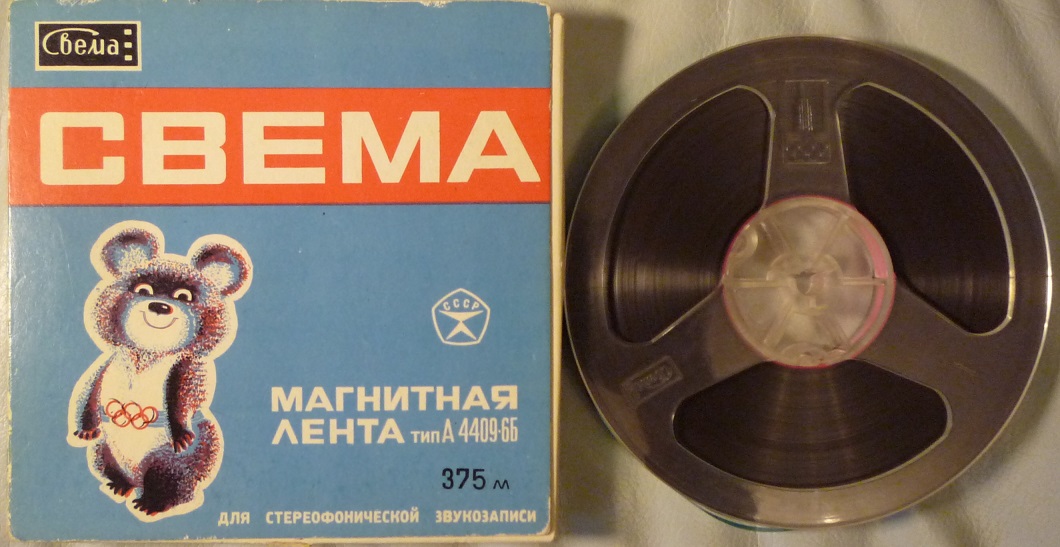 Свема
СВЕМА
СССР
МАГНИТНАЯ
ЛЕНТА тип А 4409-6Б
375 м
ДЛЯ СТЕРЕОФОНИЧЕСКОЙ ЗВУКОЗАПИСИ